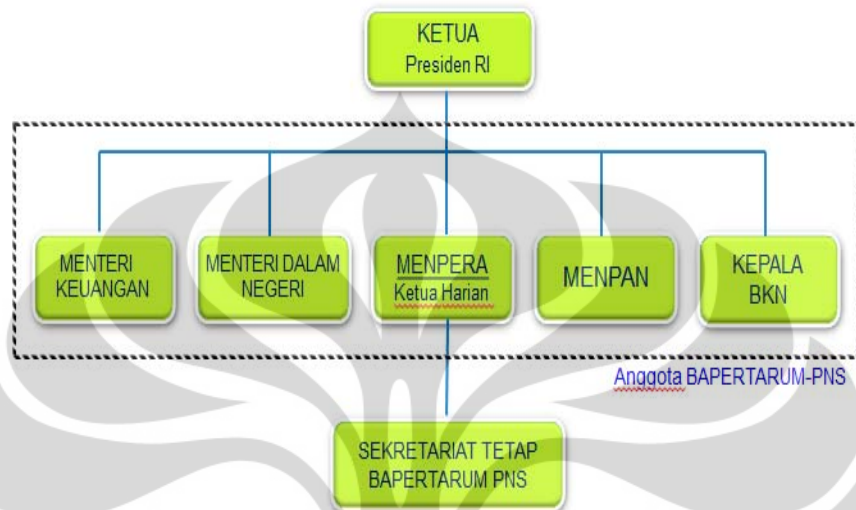 KETUA
Presiden RI
MENTERI
KEUANGAN
MENTERI DALAM
NEGERI
MENPERA
Ketua Harian
MENPAN
KEPALA
BKN
Anggota BAPERTARUM-PNS
SEKRETARIAT TETAP
BAPERTARUM PNS